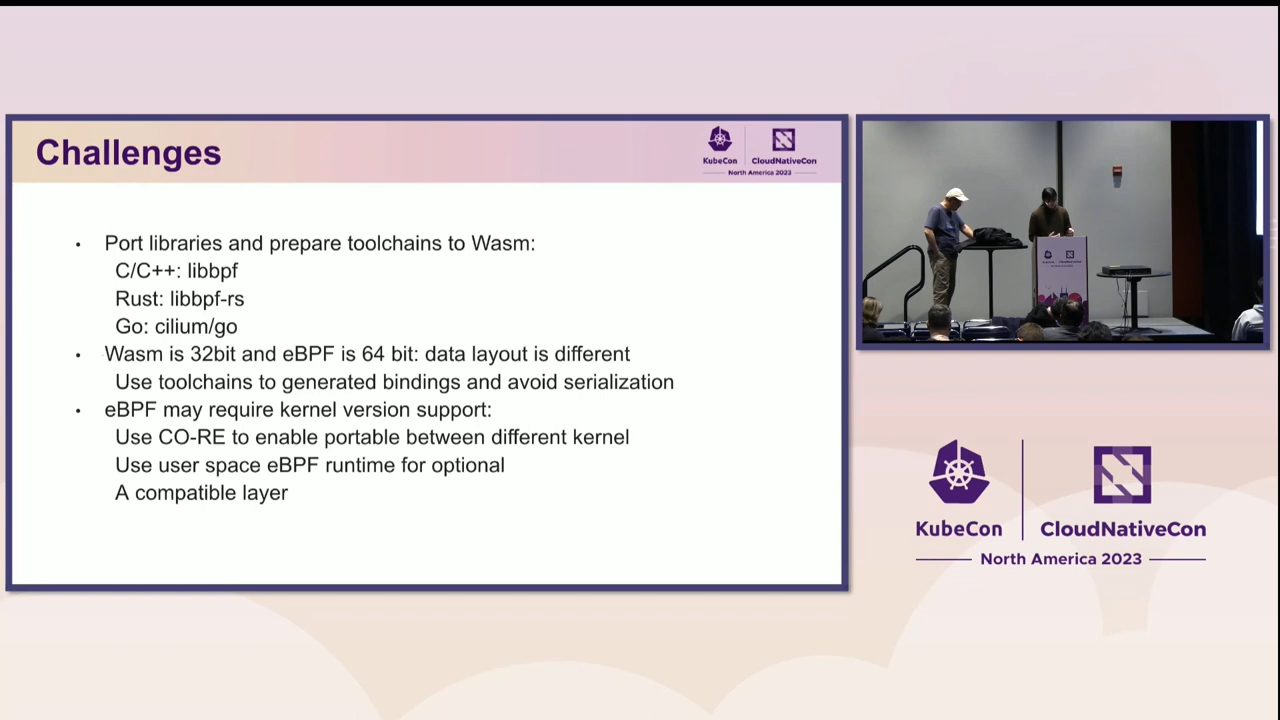 Challenges
KubeCon
CloudNativeCon
North America 2023
• Port libraries and prepare toolchains to Wasm:
C/C++: libbpf
Rust: libbpf-rs
Go: cilium/go
• Wasm is 32bit and eBPF is 64 bit: data layout is different
Use toolchains to generated bindings and avoid serialization
• eBPF may require kernel version support:
Use CO-RE to enable portable between different kernel
Use user space eBPF runtime for optional
A compatible layer
KubeCon
CloudNativeCon
North America 2023